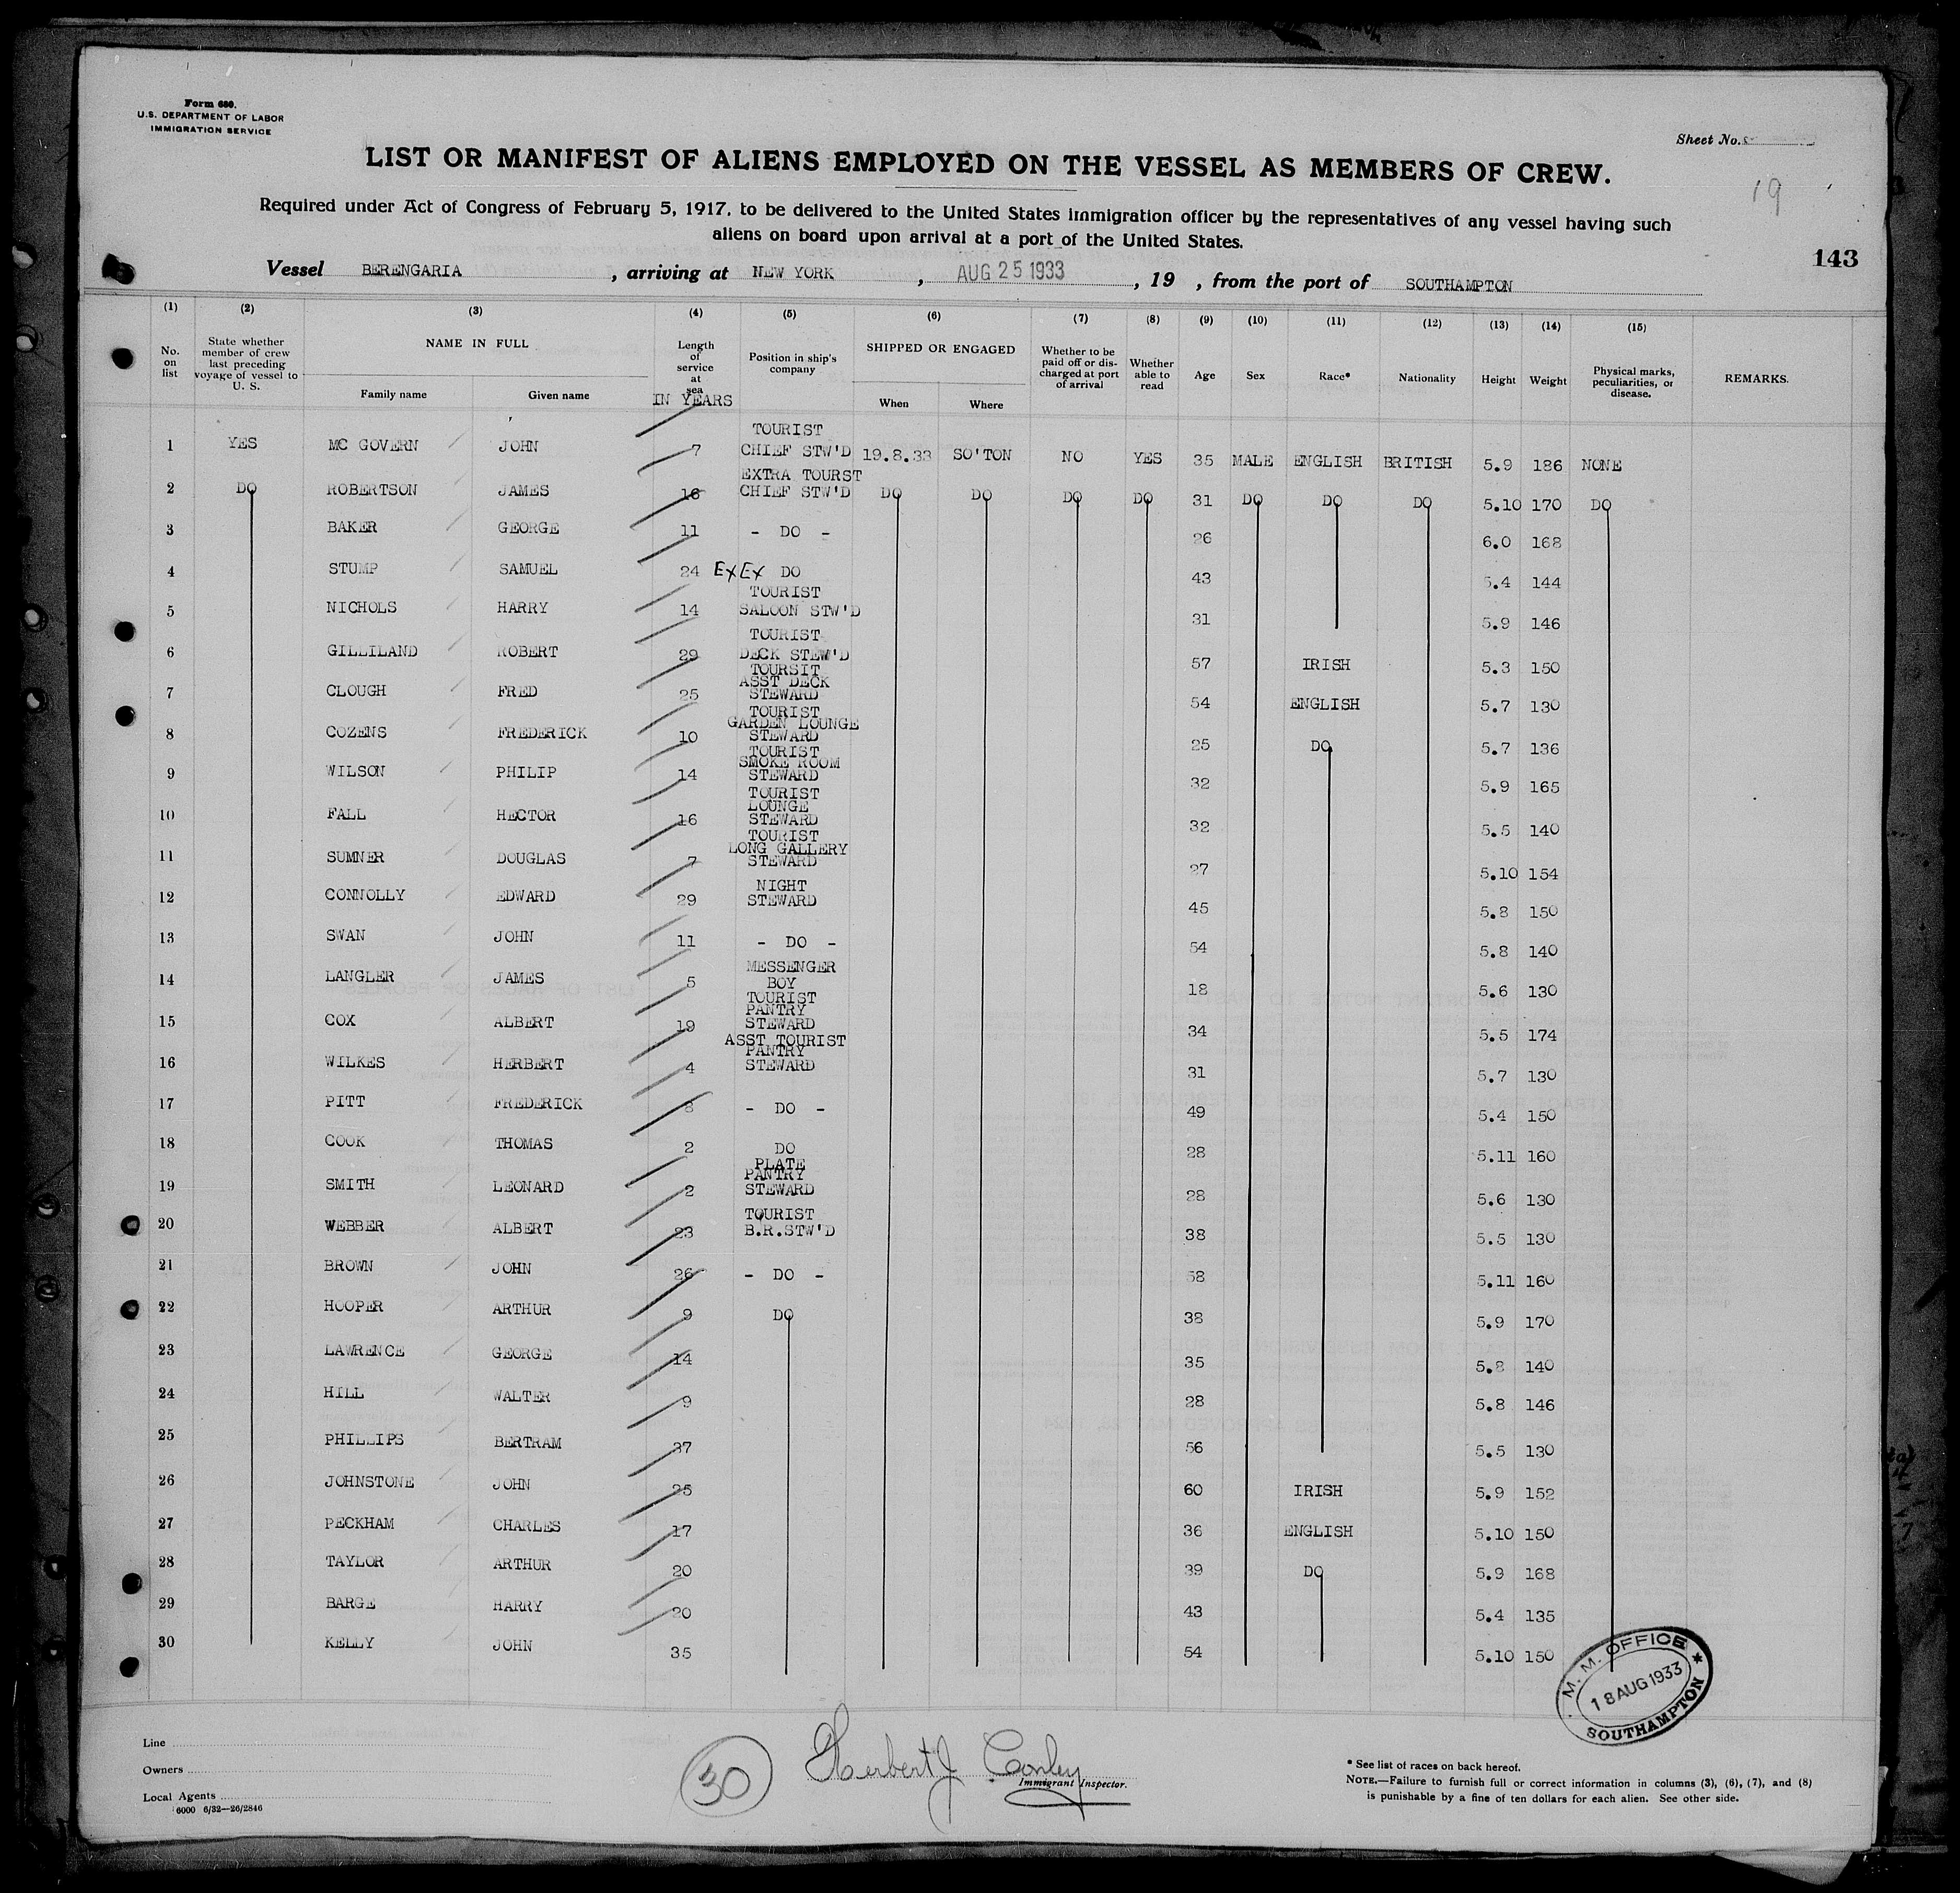 Form 680.
U.S. DEPARTMENT OF LABOR
IMMIGRATION SERVICE
Sheet No.
LIST OR MANIFEST OF ALIENS EMPLOYED ON THE VESSEL AS MEMBERS OF CREW.
19
Required under Act of Congress of February 5, 1917, to be delivered to the United States immigration officer by the representatives of any vessel having such
aliens on board upon arrival at a port of the United States.
143
Vessel BERENGARIA , arriving at NEW YORK , AUG 25 1933 , 19 , from the port of SOUTHAMPTON
(1) (2) (3) (4) (5) (6) (7) (8) (9) (10) (11) (12) (13) (14) (15)
No. on list | State whether member of crew last preceding voyage of vessel to U. S. | NAME IN FULL | Family name | Given name | Length of service at sea IN YEARS | Position in ship's company | SHIPPED OR ENGAGED | When | Where | Whether to be paid off or discharged at port of arrival | Whether able to read | Age | Sex | Race* | Nationality | Height | Weight | Physical marks, peculiarities, or disease. | REMARKS.
1 YES MC GOVERN JOHN 7 TOURIST CHIEF STW'D 19.8.33 SO'TON NO YES 35 MALE ENGLISH BRITISH 5.9 186 NONE
2 DO ROBERTSON JAMES 16 EXTRA TOURST CHIEF STW'D DO DO DO DO 31 DO DO DO 5.10 170 DO
3 BAKER GEORGE 11 - DO - 26 6.0 168
4 STUMP SAMUEL 24 EXEX DO 43 5.4 144
5 NICHOLS HARRY 14 TOURIST SALOON STW'D 31 5.9 146
6 GILLILAND ROBERT 29 TOURIST DECK STEW'D 57 IRISH 5.3 150
7 CLOUGH FRED 25 TOURSIT ASST DECK STEWARD 54 ENGLISH 5.7 130
8 COZENS FREDERICK 10 TOURIST GARDEN LOUNGE STEWARD 25 DO 5.7 136
9 WILSON PHILIP 14 TOURIST SMOKE ROOM STEWARD 32 5.9 165
10 FALL HECTOR 16 TOURIST LOUNGE STEWARD 32 5.5 140
11 SUMNER DOUGLAS 7 TOURIST LONG GALLERY STEWARD 27 5.10 154
12 CONNOLLY EDWARD 29 NIGHT STEWARD 45 5.8 150
13 SWAN JOHN 11 - DO - 54 5.8 140
14 LANGLER JAMES 5 MESSENGER BOY 18 5.6 130
15 COX ALBERT 19 TOURIST PANTRY STEWARD 34 5.5 174
16 WILKES HERBERT 4 ASST TOURIST PANTRY STEWARD 31 5.7 130
17 PITT FREDERICK 8 - DO - 49 5.4 150
18 COOK THOMAS 2 DO 28 5.11 160
19 SMITH LEONARD 2 PLATE PANTRY STEWARD 28 5.6 130
20 WEBBER ALBERT 23 TOURIST B.R.STW'D 38 5.5 130
21 BROWN JOHN 26 - DO - 58 5.11 160
22 HOOPER ARTHUR 9 DO 38 5.9 170
23 LAWRENCE GEORGE 14 35 5.8 140
24 HILL WALTER 9 28 5.8 146
25 PHILLIPS BERTRAM 37 56 5.5 130
26 JOHNSTONE JOHN 25 60 IRISH 5.9 152
27 PECKHAM CHARLES 17 36 ENGLISH 5.10 150
28 TAYLOR ARTHUR 20 39 DO 5.9 168
29 BARGE HARRY 20 43 5.4 135
30 KELLY JOHN 35 54 5.10 150
M. M. OFFICE
18 AUG 1933
SOUTHAMPTON
Line
Owners
Local Agents
6000 6/32—26/2846
30
Herbert J Conley
Immigrant Inspector.
* See list of races on back hereof.
NOTE.—Failure to furnish full or correct information in columns (3), (6), (7), and (8)
is punishable by a fine of ten dollars for each alien. See other side.